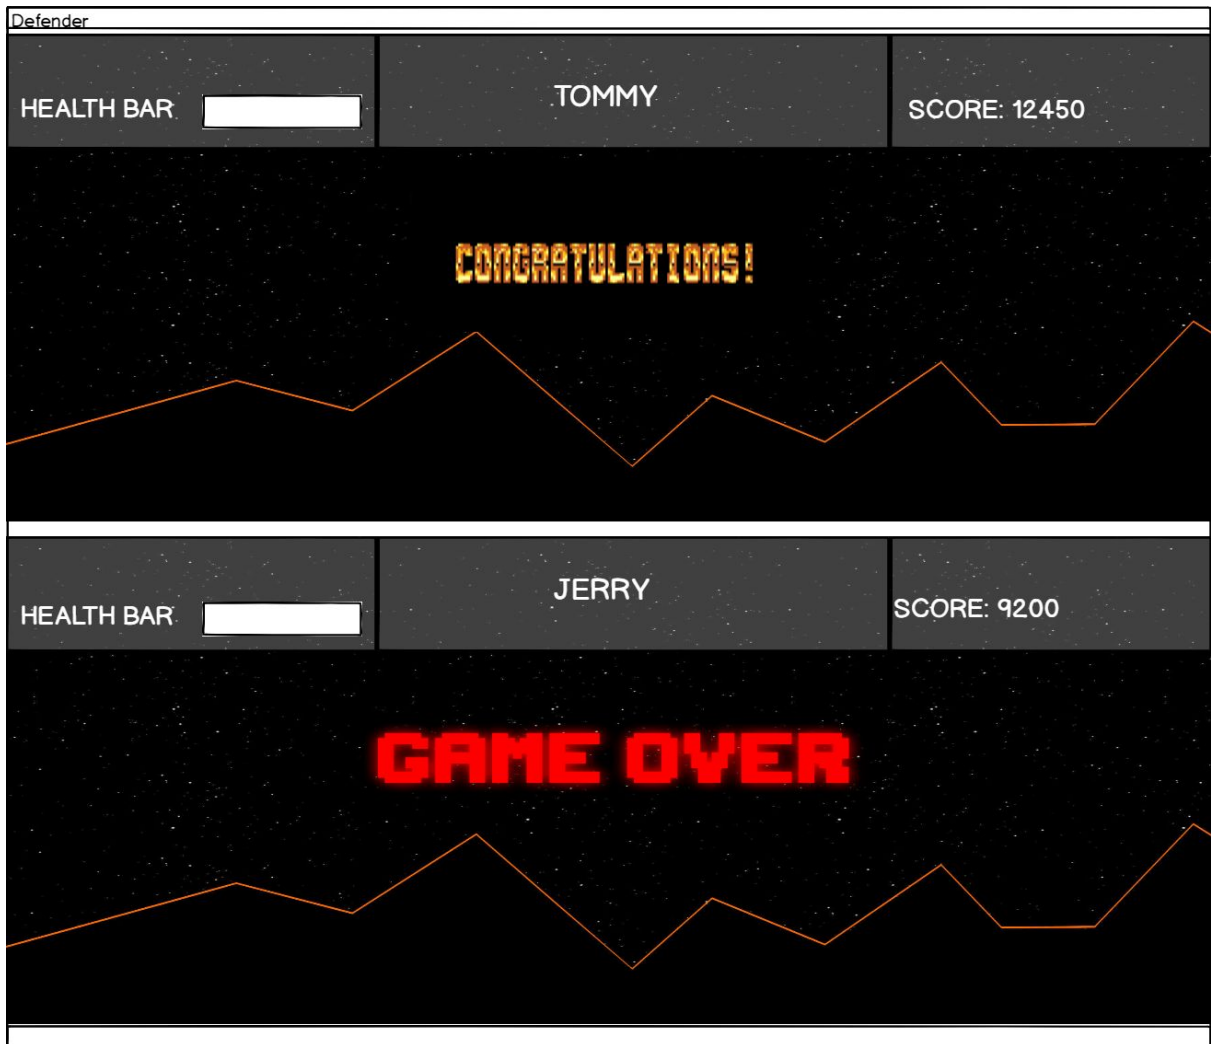 Defender
HEALTH BAR
TOMMY
SCORE: 12450
CONGRATULATIONS!
HEALTH BAR
JERRY
SCORE: 9200
GAME OVER